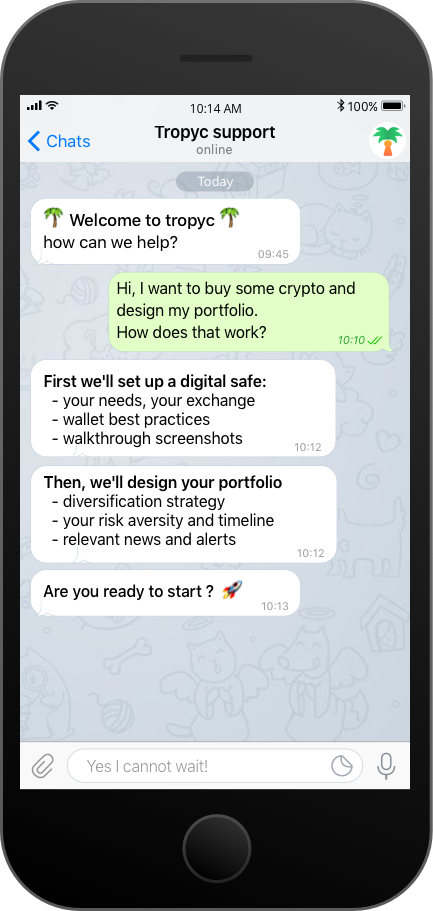 10:14 AM
100%
Chats
Tropyc support
online
Today
🌴 Welcome to tropyc 🌴
how can we help?
09:45
Hi, I want to buy some crypto and
design my portfolio.
How does that work?
10:10
First we'll set up a digital safe:
- your needs, your exchange
- wallet best practices
- walkthrough screenshots
10:12
Then, we'll design your portfolio
- diversification strategy
- your risk aversity and timeline
- relevant news and alerts
10:12
Are you ready to start ? 🚀
10:13
Yes I cannot wait!